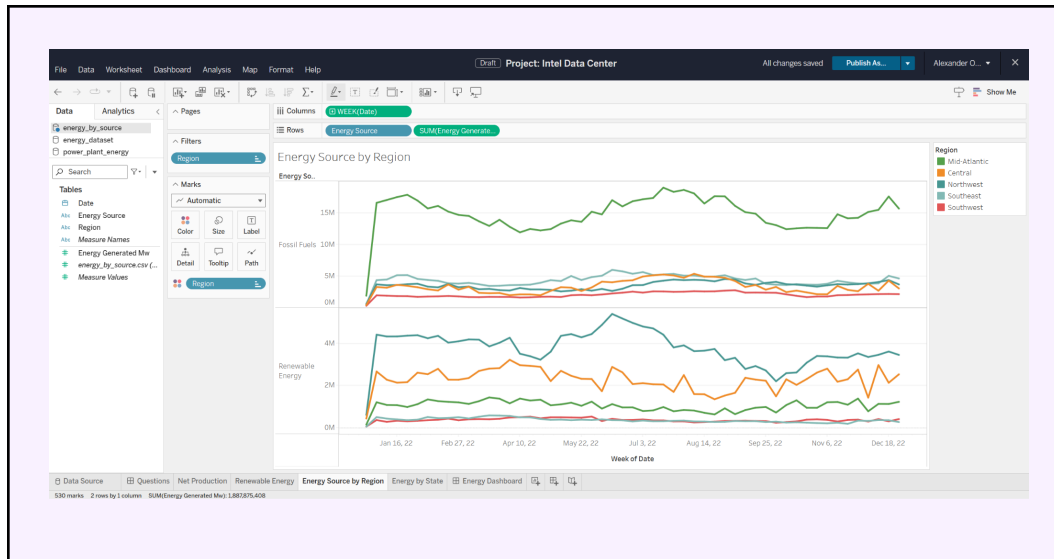 File Data Worksheet Dashboard Analysis Map Format Help
Draft Project: Intel Data Center
All changes saved
Publish As...
Alexander O...
Show Me
Data Analytics
energy_by_source
energy_dataset
power_plant_energy
Search
Tables
Date
Abc Energy Source
Abc Region
Abc Measure Names
Energy Generated Mw
energy_by_source.csv (...
Measure Values
Pages
Filters
Region
Marks
Automatic
Color Size Label
Detail Tooltip Path
Region
Columns WEEK(Date)
Rows Energy Source SUM(Energy Generate...
Energy Source by Region
Energy So..
Fossil Fuels
15M
10M
5M
0M
Renewable
Energy
4M
2M
0M
Jan 16, 22 Feb 27, 22 Apr 10, 22 May 22, 22 Jul 3, 22 Aug 14, 22 Sep 25, 22 Nov 6, 22 Dec 18, 22
Week of Date
Region
Mid-Atlantic
Central
Northwest
Southeast
Southwest
Data Source Questions Net Production Renewable Energy Energy Source by Region Energy by State Energy Dashboard
530 marks 2 rows by 1 column SUM(Energy Generated Mw): 1,887,875,408